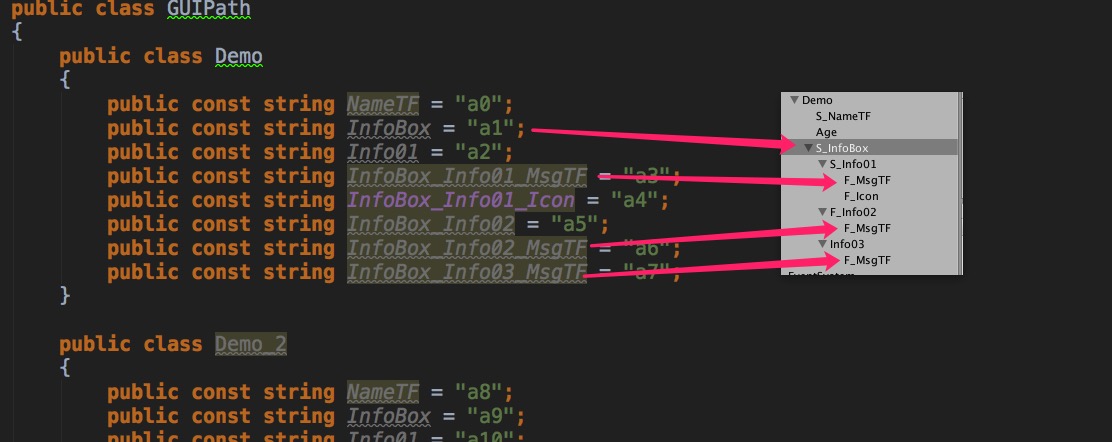 public class GUIPath
{
public class Demo
{
public const string NameTF = "a0";
public const string InfoBox = "a1";
public const string Info01 = "a2";
public const string InfoBox_Info01_MsgTF = "a3";
public const string InfoBox_Info01_Icon = "a4";
public const string InfoBox_Info02 = "a5";
public const string InfoBox_Info02_MsgTF = "a6";
public const string InfoBox_Info03_MsgTF = "a7";
}
public class Demo_2
{
public const string NameTF = "a8";
public const string InfoBox = "a9";
public const string Info01 = "a10";
Demo
S_NameTF
Age
S_InfoBox
S_Info01
F_MsgTF
F_Icon
F_Info02
F_MsgTF
Info03
F_MsgTF
EventSystem